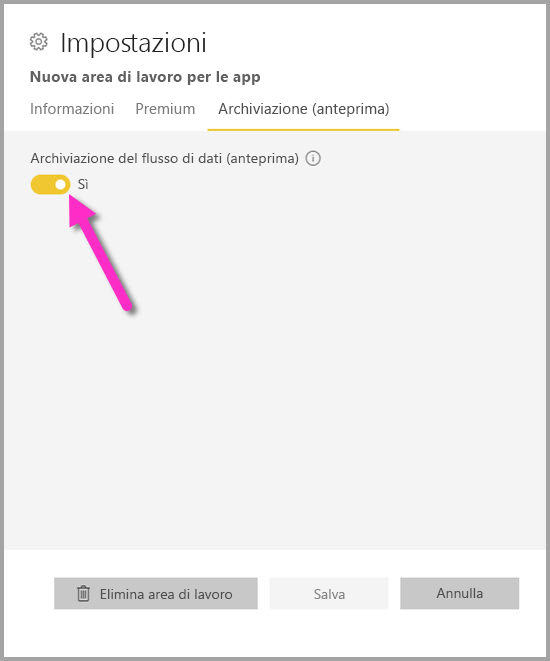 Impostazioni
Nuova area di lavoro per le app
Informazioni Premium Archiviazione (anteprima)
Archiviazione del flusso di dati (anteprima)
Sì
Elimina area di lavoro Salva Annulla